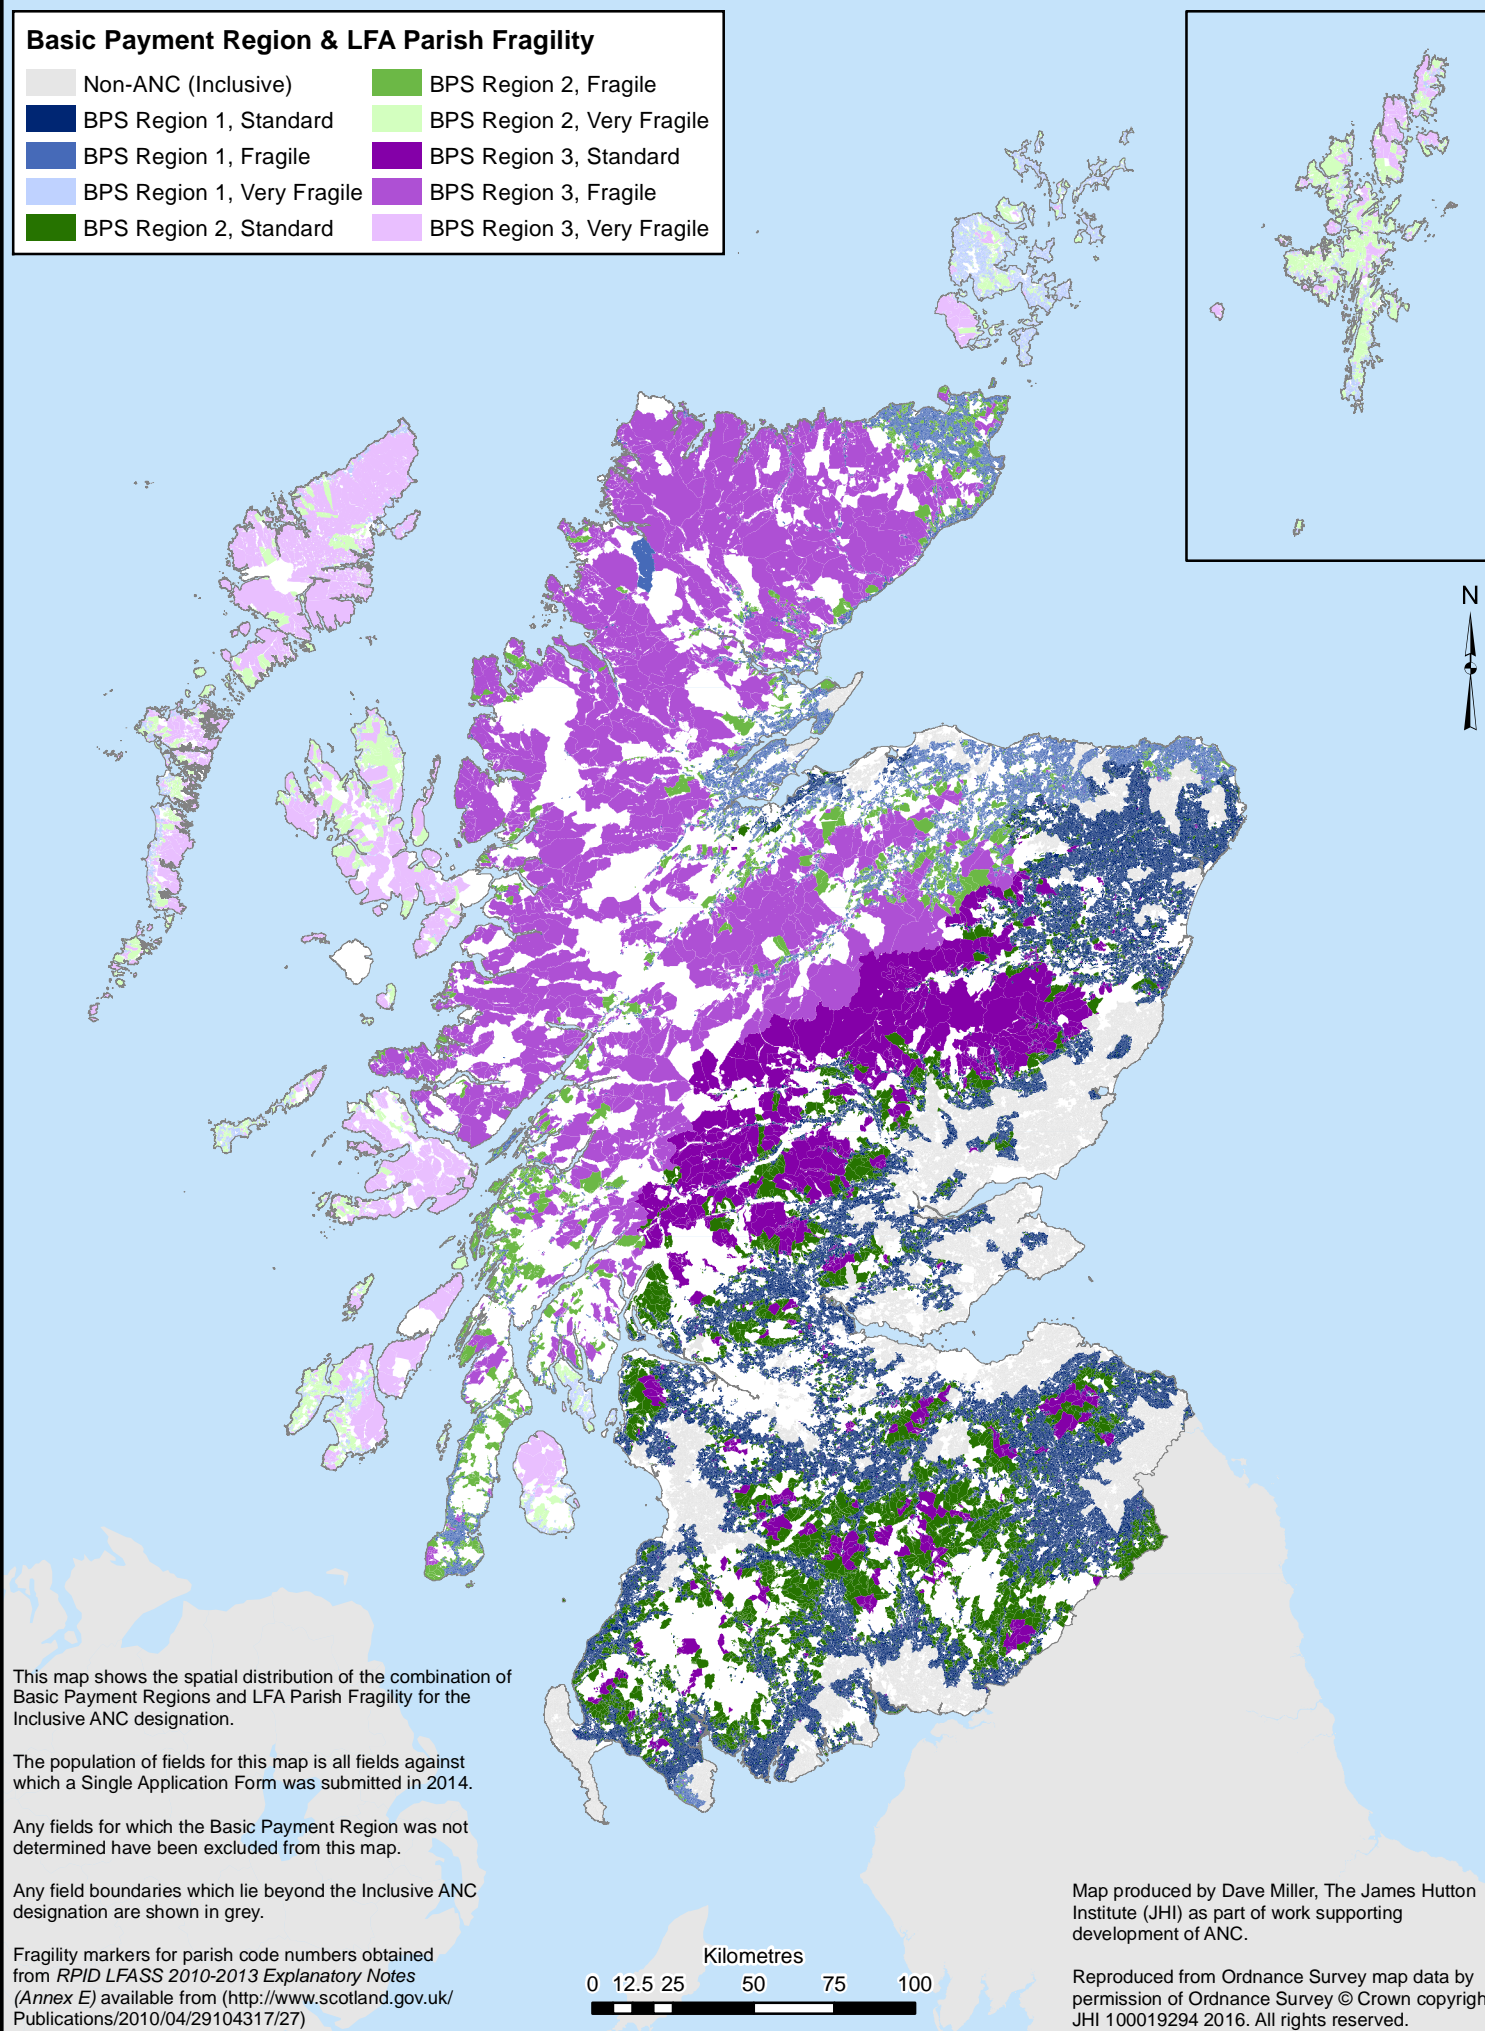 Basic Payment Region & LFA Parish Fragility
Non-ANC (Inclusive)
BPS Region 1, Standard
BPS Region 1, Fragile
BPS Region 1, Very Fragile
BPS Region 2, Standard
BPS Region 2, Fragile
BPS Region 2, Very Fragile
BPS Region 3, Standard
BPS Region 3, Fragile
BPS Region 3, Very Fragile
N
This map shows the spatial distribution of the combination of
Basic Payment Regions and LFA Parish Fragility for the
Inclusive ANC designation.
The population of fields for this map is all fields against
which a Single Application Form was submitted in 2014.
Any fields for which the Basic Payment Region was not
determined have been excluded from this map.
Any field boundaries which lie beyond the Inclusive ANC
designation are shown in grey.
Fragility markers for parish code numbers obtained
from RPID LFASS 2010-2013 Explanatory Notes
(Annex E) available from (http://www.scotland.gov.uk/
Publications/2010/04/29104317/27)
Kilometres
0 12.5 25 50 75 100
Map produced by Dave Miller, The James Hutton
Institute (JHI) as part of work supporting
development of ANC.
Reproduced from Ordnance Survey map data by
permission of Ordnance Survey © Crown copyrigh
JHI 100019294 2016. All rights reserved.